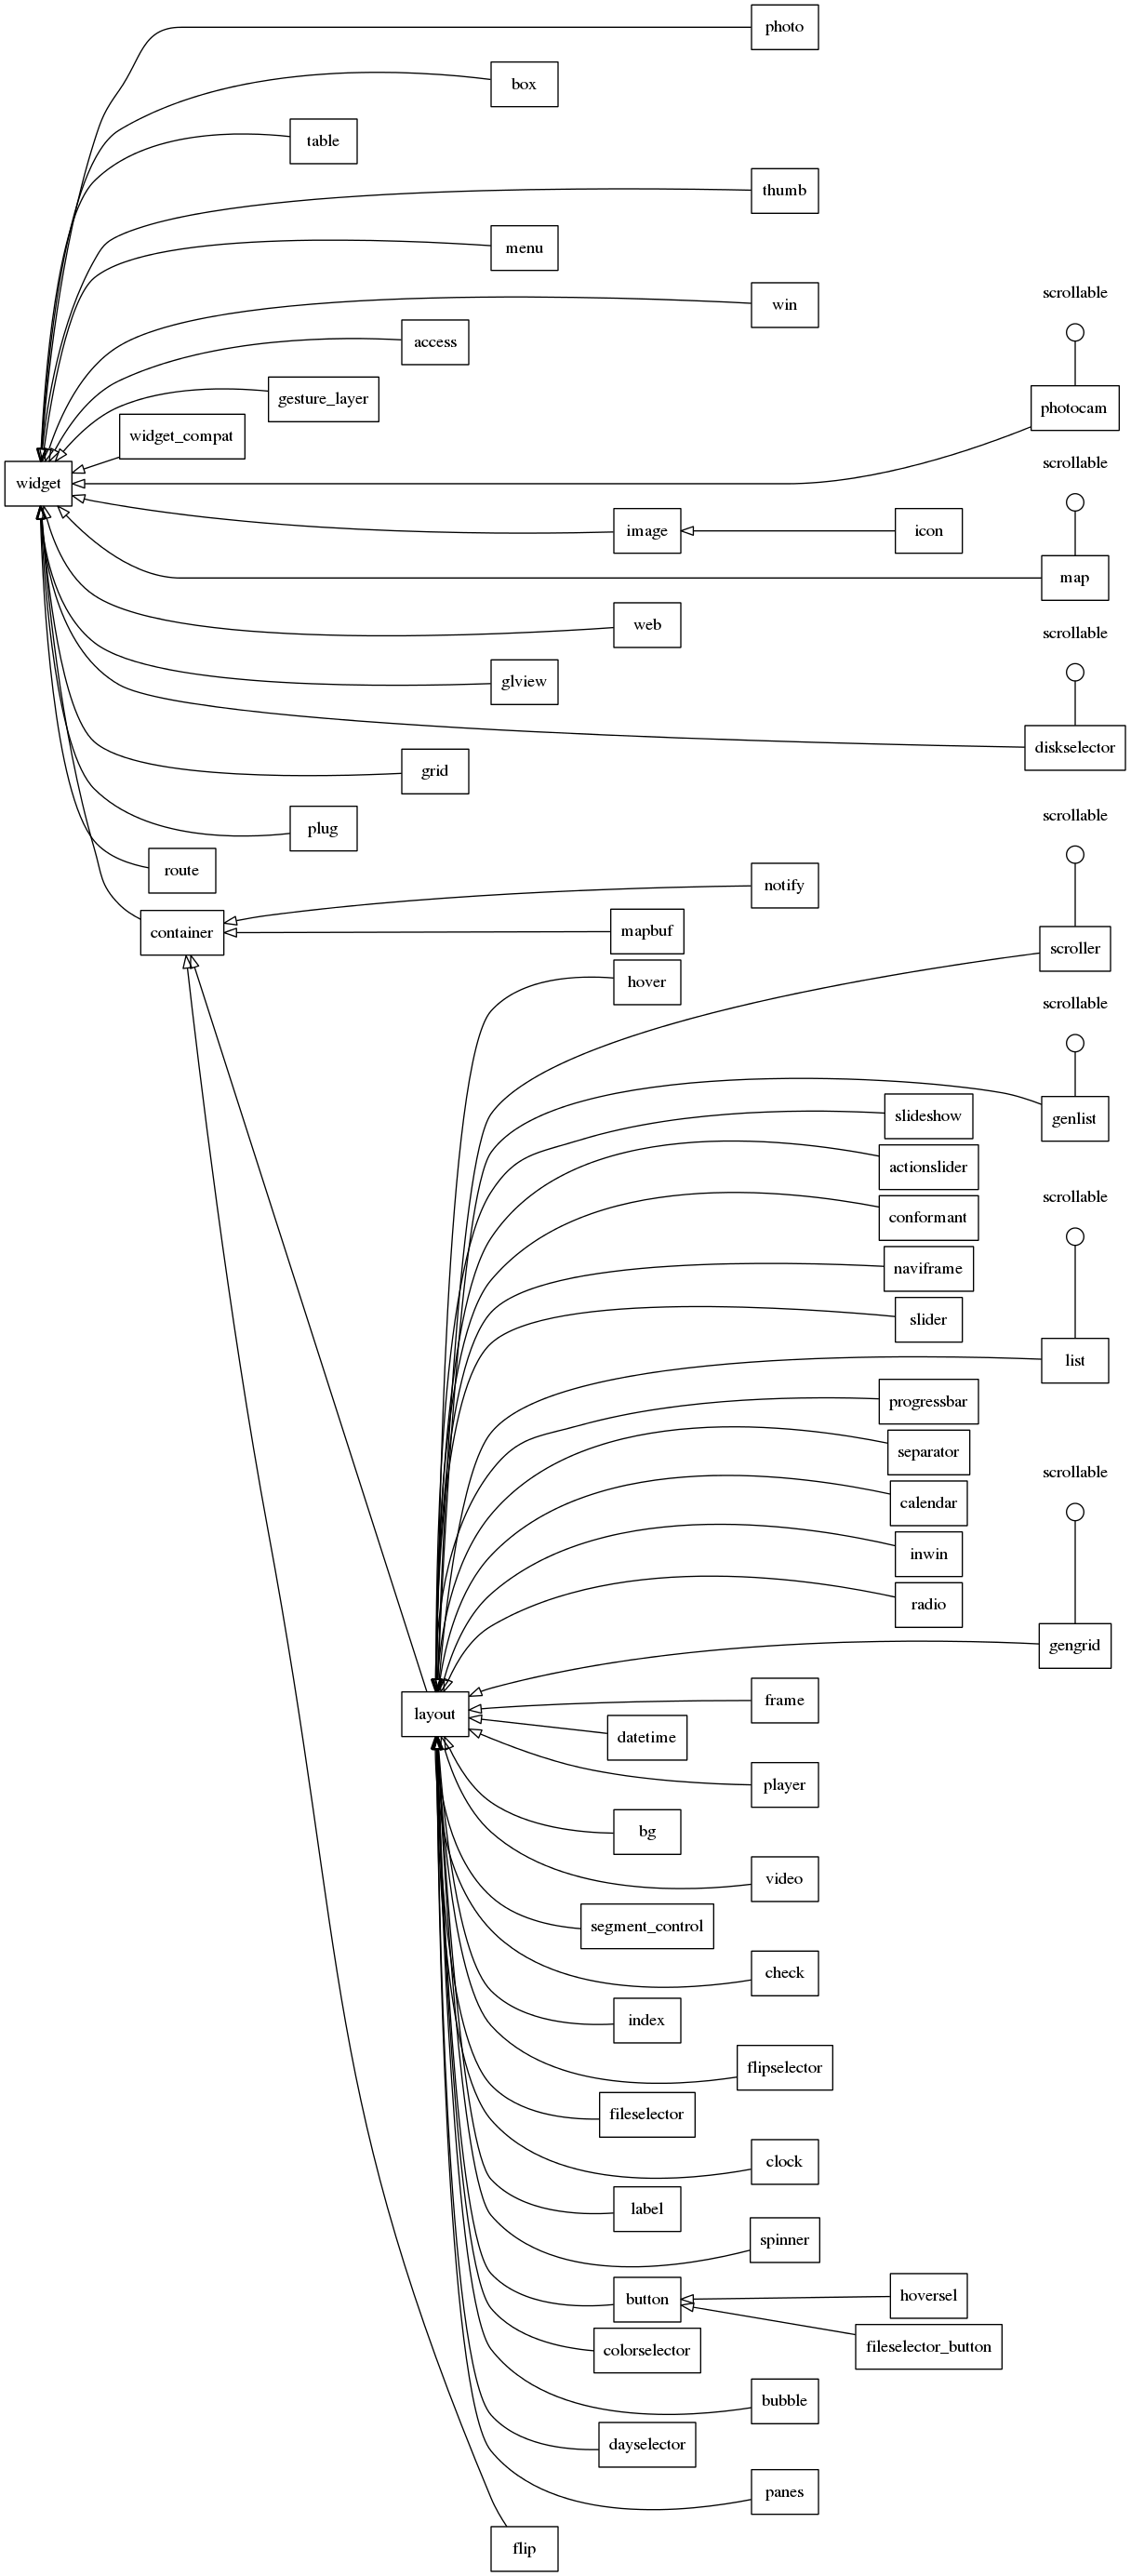 photo
box
table
thumb
menu
scrollable
win
access
gesture_layer
photocam
widget_compat
scrollable
widget
image
icon
map
web
scrollable
glview
diskselector
grid
scrollable
plug
route
notify
container
mapbuf
scroller
hover
scrollable
slideshow
genlist
actionslider
scrollable
conformant
naviframe
slider
list
progressbar
separator
scrollable
calendar
inwin
radio
gengrid
frame
layout
datetime
player
bg
video
segment_control
check
index
flipselector
fileselector
clock
label
spinner
hoversel
button
fileselector_button
colorselector
bubble
dayselector
panes
flip